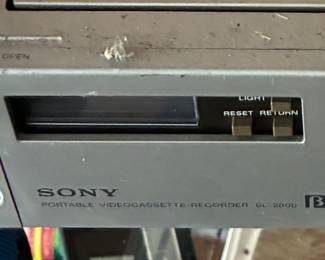 OPEN
LIGHT
RESET RETURN
SONY
PORTABLE VIDEOCASSETTE RECORDER SL-2000